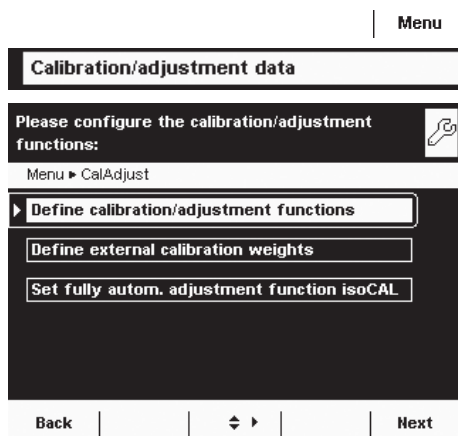 Menu
Calibration/adjustment data
Please configure the calibration/adjustment
functions:
Menu ▸ CalAdjust
Define calibration/adjustment functions
Define external calibration weights
Set fully autom. adjustment function isoCAL
Back
Next